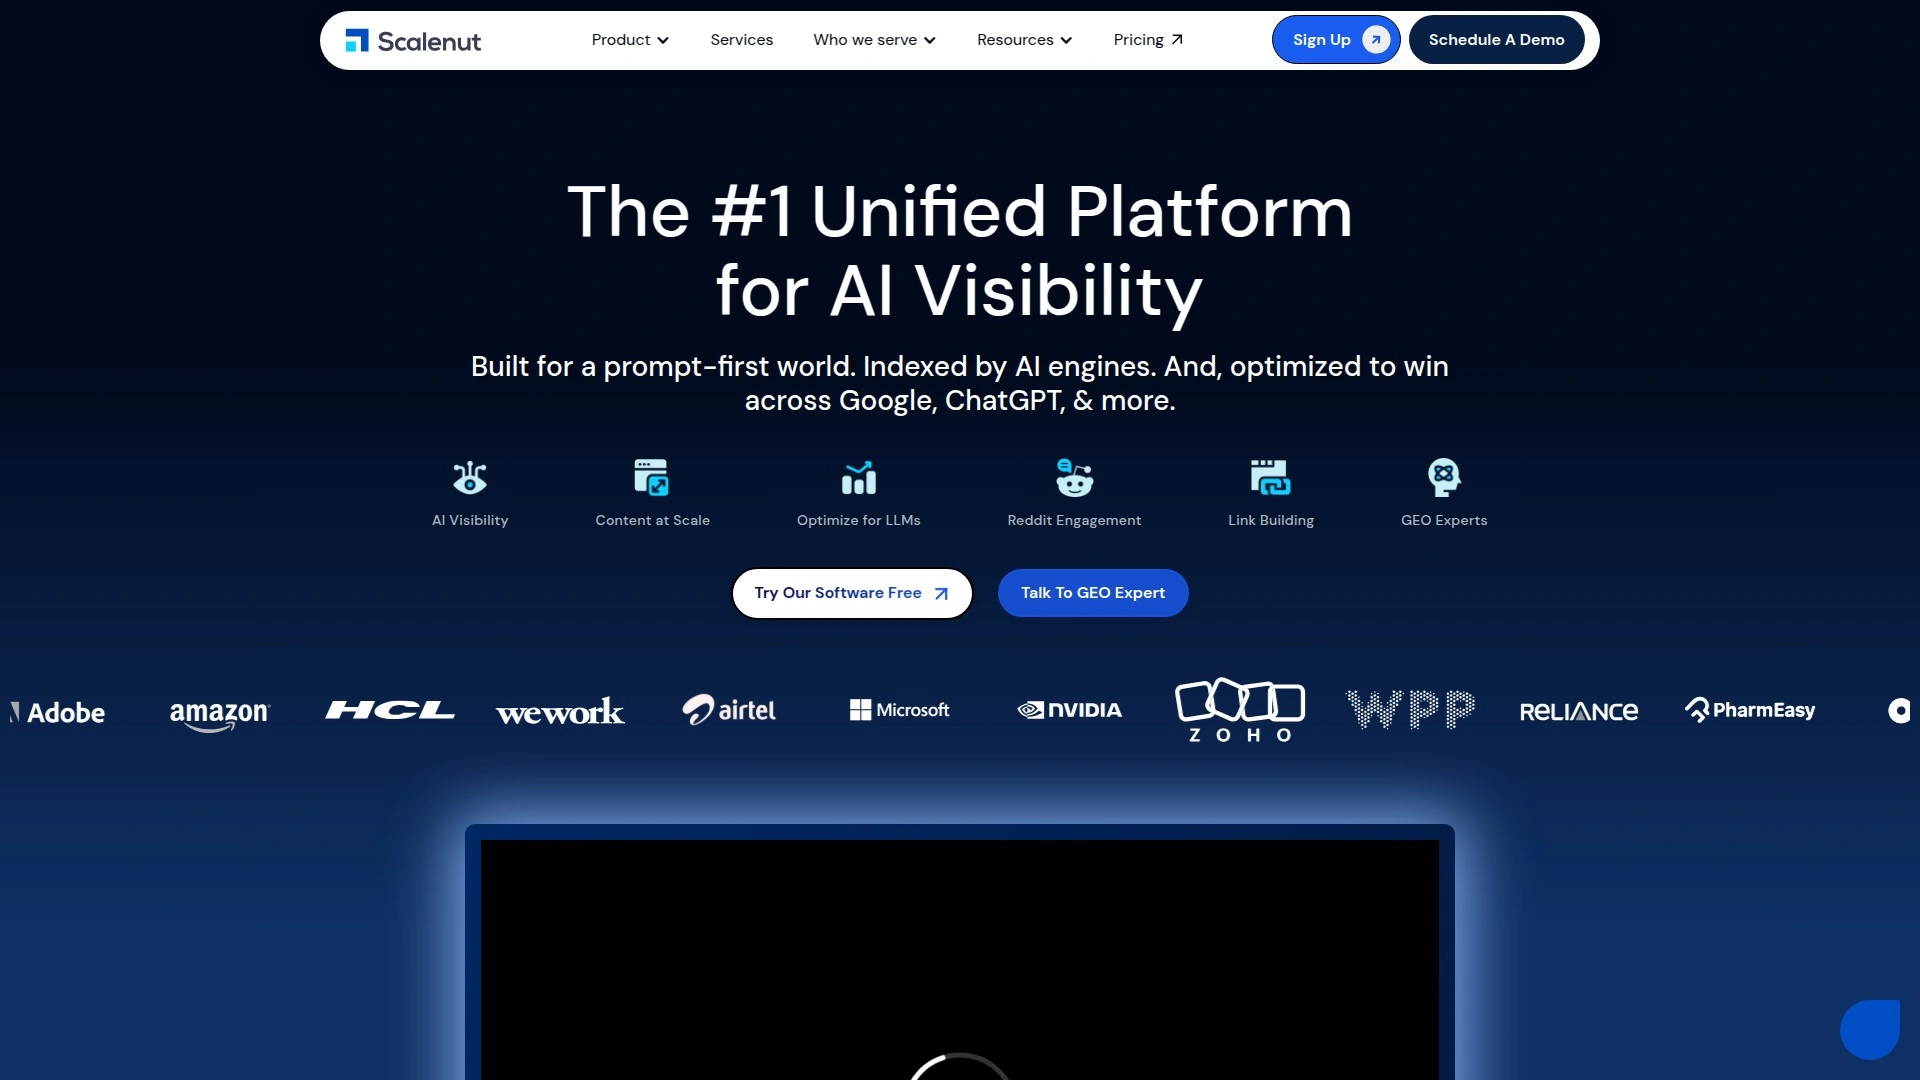 Scalenut
Product
Services
Who we serve
Resources
Pricing
Sign Up
Schedule A Demo
The #1 Unified Platform
for AI Visibility
Built for a prompt-first world. Indexed by AI engines. And, optimized to win
across Google, ChatGPT, & more.
AI Visibility
Content at Scale
Optimize for LLMs
Reddit Engagement
Link Building
GEO Experts
Try Our Software Free
Talk To GEO Expert
Adobe
amazon
HCL
wework
airtel
Microsoft
NVIDIA
ZOHO
WPP
RELIANCE
PharmEasy